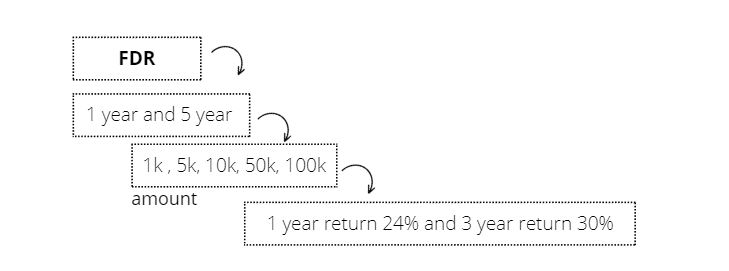 FDR
1 year and 5 year
1k , 5k, 10k, 50k, 100k
amount
1 year return 24% and 3 year return 30%